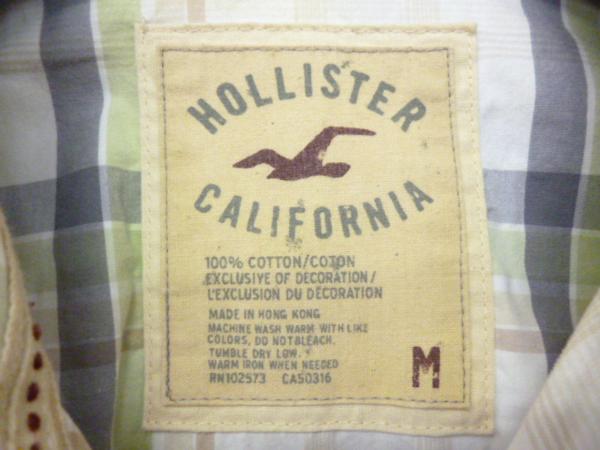 HOLLISTER
CALIFORNIA
100% COTTON/COTON
EXCLUSIVE OF DECORATION/
L'EXCLUSION DU DÉCORATION
MADE IN HONG KONG
MACHINE WASH WARM WITH LIKE
COLORS, DO NOT BLEACH.
TUMBLE DRY LOW.
WARM IRON WHEN NEEDED
RN102573 CA50316
M